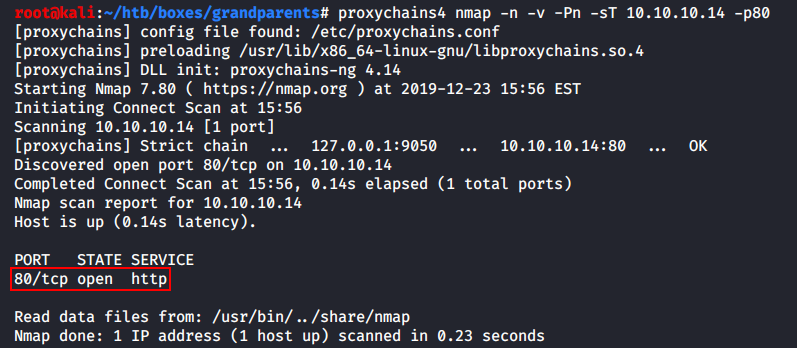 root@kali:~/htb/boxes/grandparents# proxychains4 nmap -n -v -Pn -sT 10.10.10.14 -p80
[proxychains] config file found: /etc/proxychains.conf
[proxychains] preloading /usr/lib/x86_64-linux-gnu/libproxychains.so.4
[proxychains] DLL init: proxychains-ng 4.14
Starting Nmap 7.80 ( https://nmap.org ) at 2019-12-23 15:56 EST
Initiating Connect Scan at 15:56
Scanning 10.10.10.14 [1 port]
[proxychains] Strict chain  ...  127.0.0.1:9050  ...  10.10.10.14:80  ...  OK
Discovered open port 80/tcp on 10.10.10.14
Completed Connect Scan at 15:56, 0.14s elapsed (1 total ports)
Nmap scan report for 10.10.10.14
Host is up (0.14s latency).
PORT   STATE SERVICE
80/tcp open  http
Read data files from: /usr/bin/../share/nmap
Nmap done: 1 IP address (1 host up) scanned in 0.23 seconds